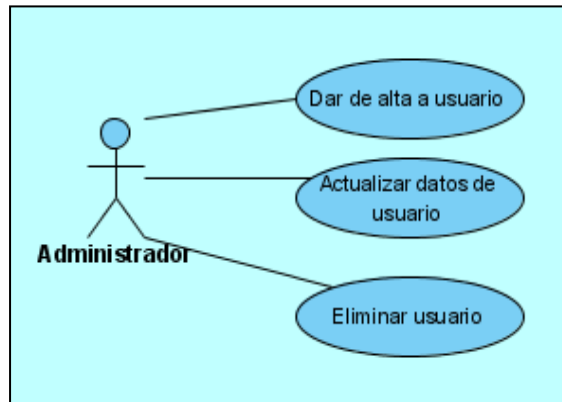 Dar de alta a usuario
Actualizar datos de
usuario
Administrador
Eliminar usuario